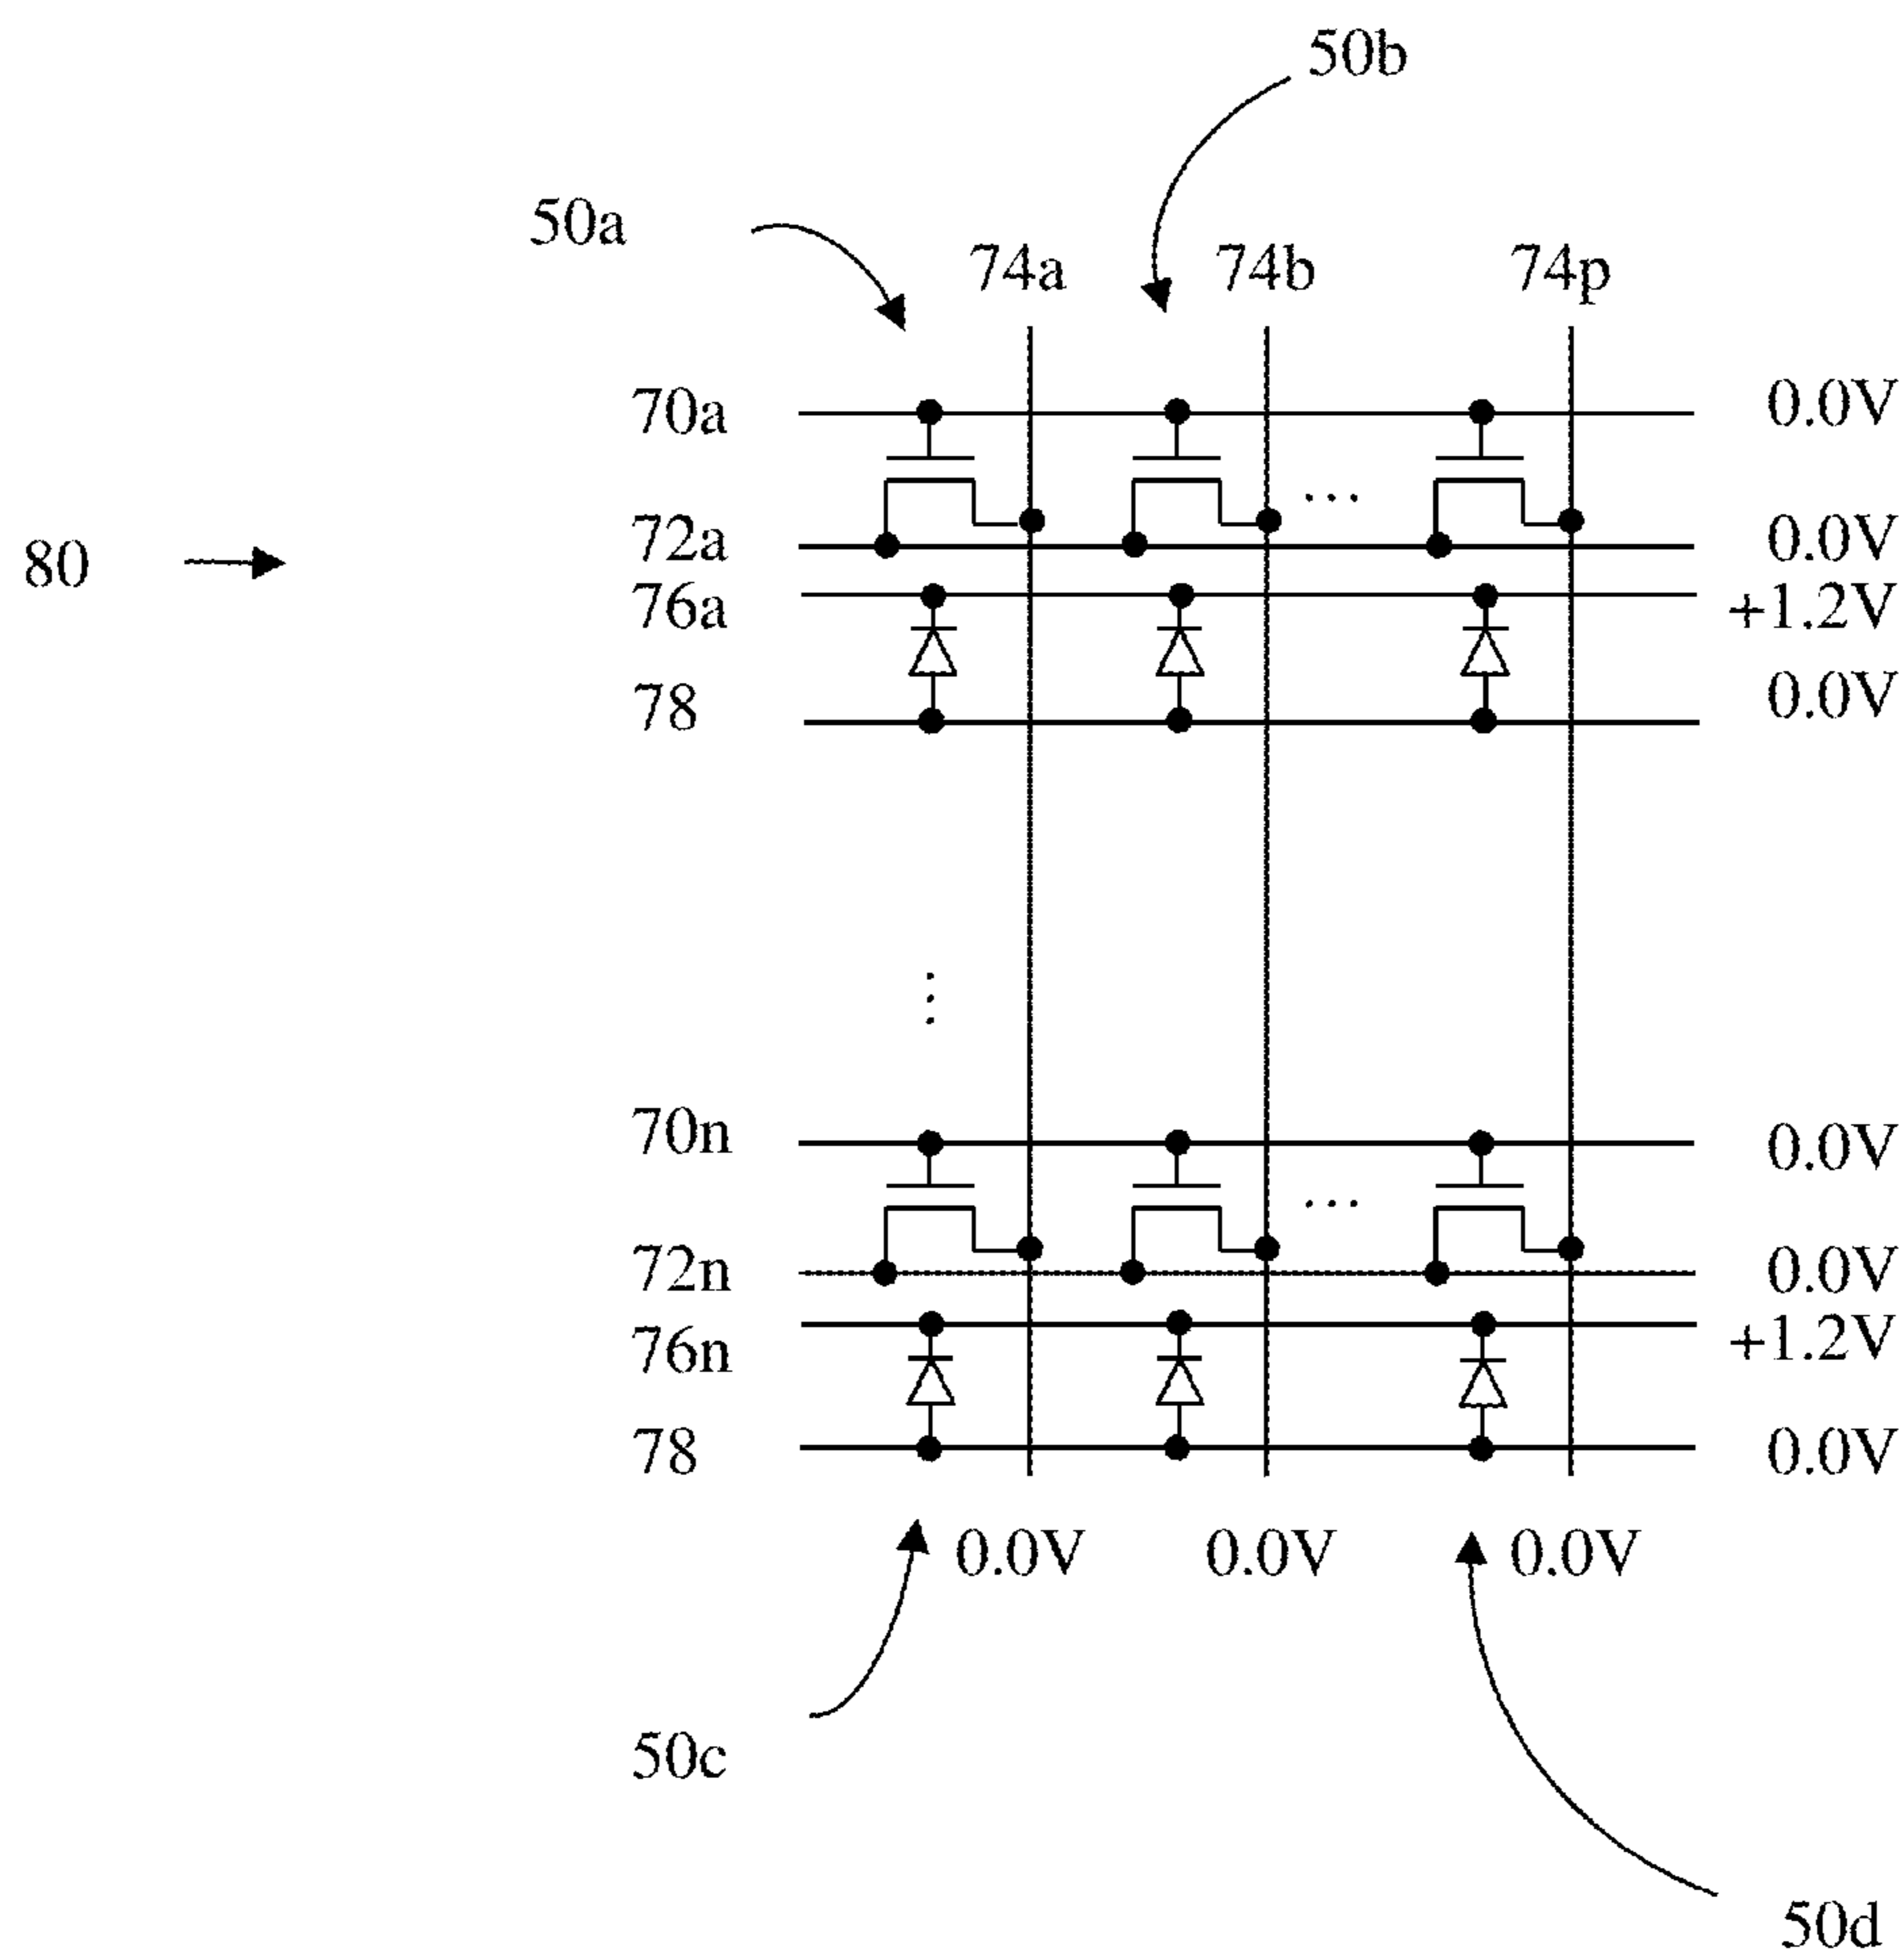 50b
50a
74a 74b 74p
70a 0.0V
...
72a 0.0V
80
76a +1.2V
78 0.0V
...
70n 0.0V
...
72n 0.0V
76n +1.2V
78 0.0V
0.0V 0.0V 0.0V
50c
50d